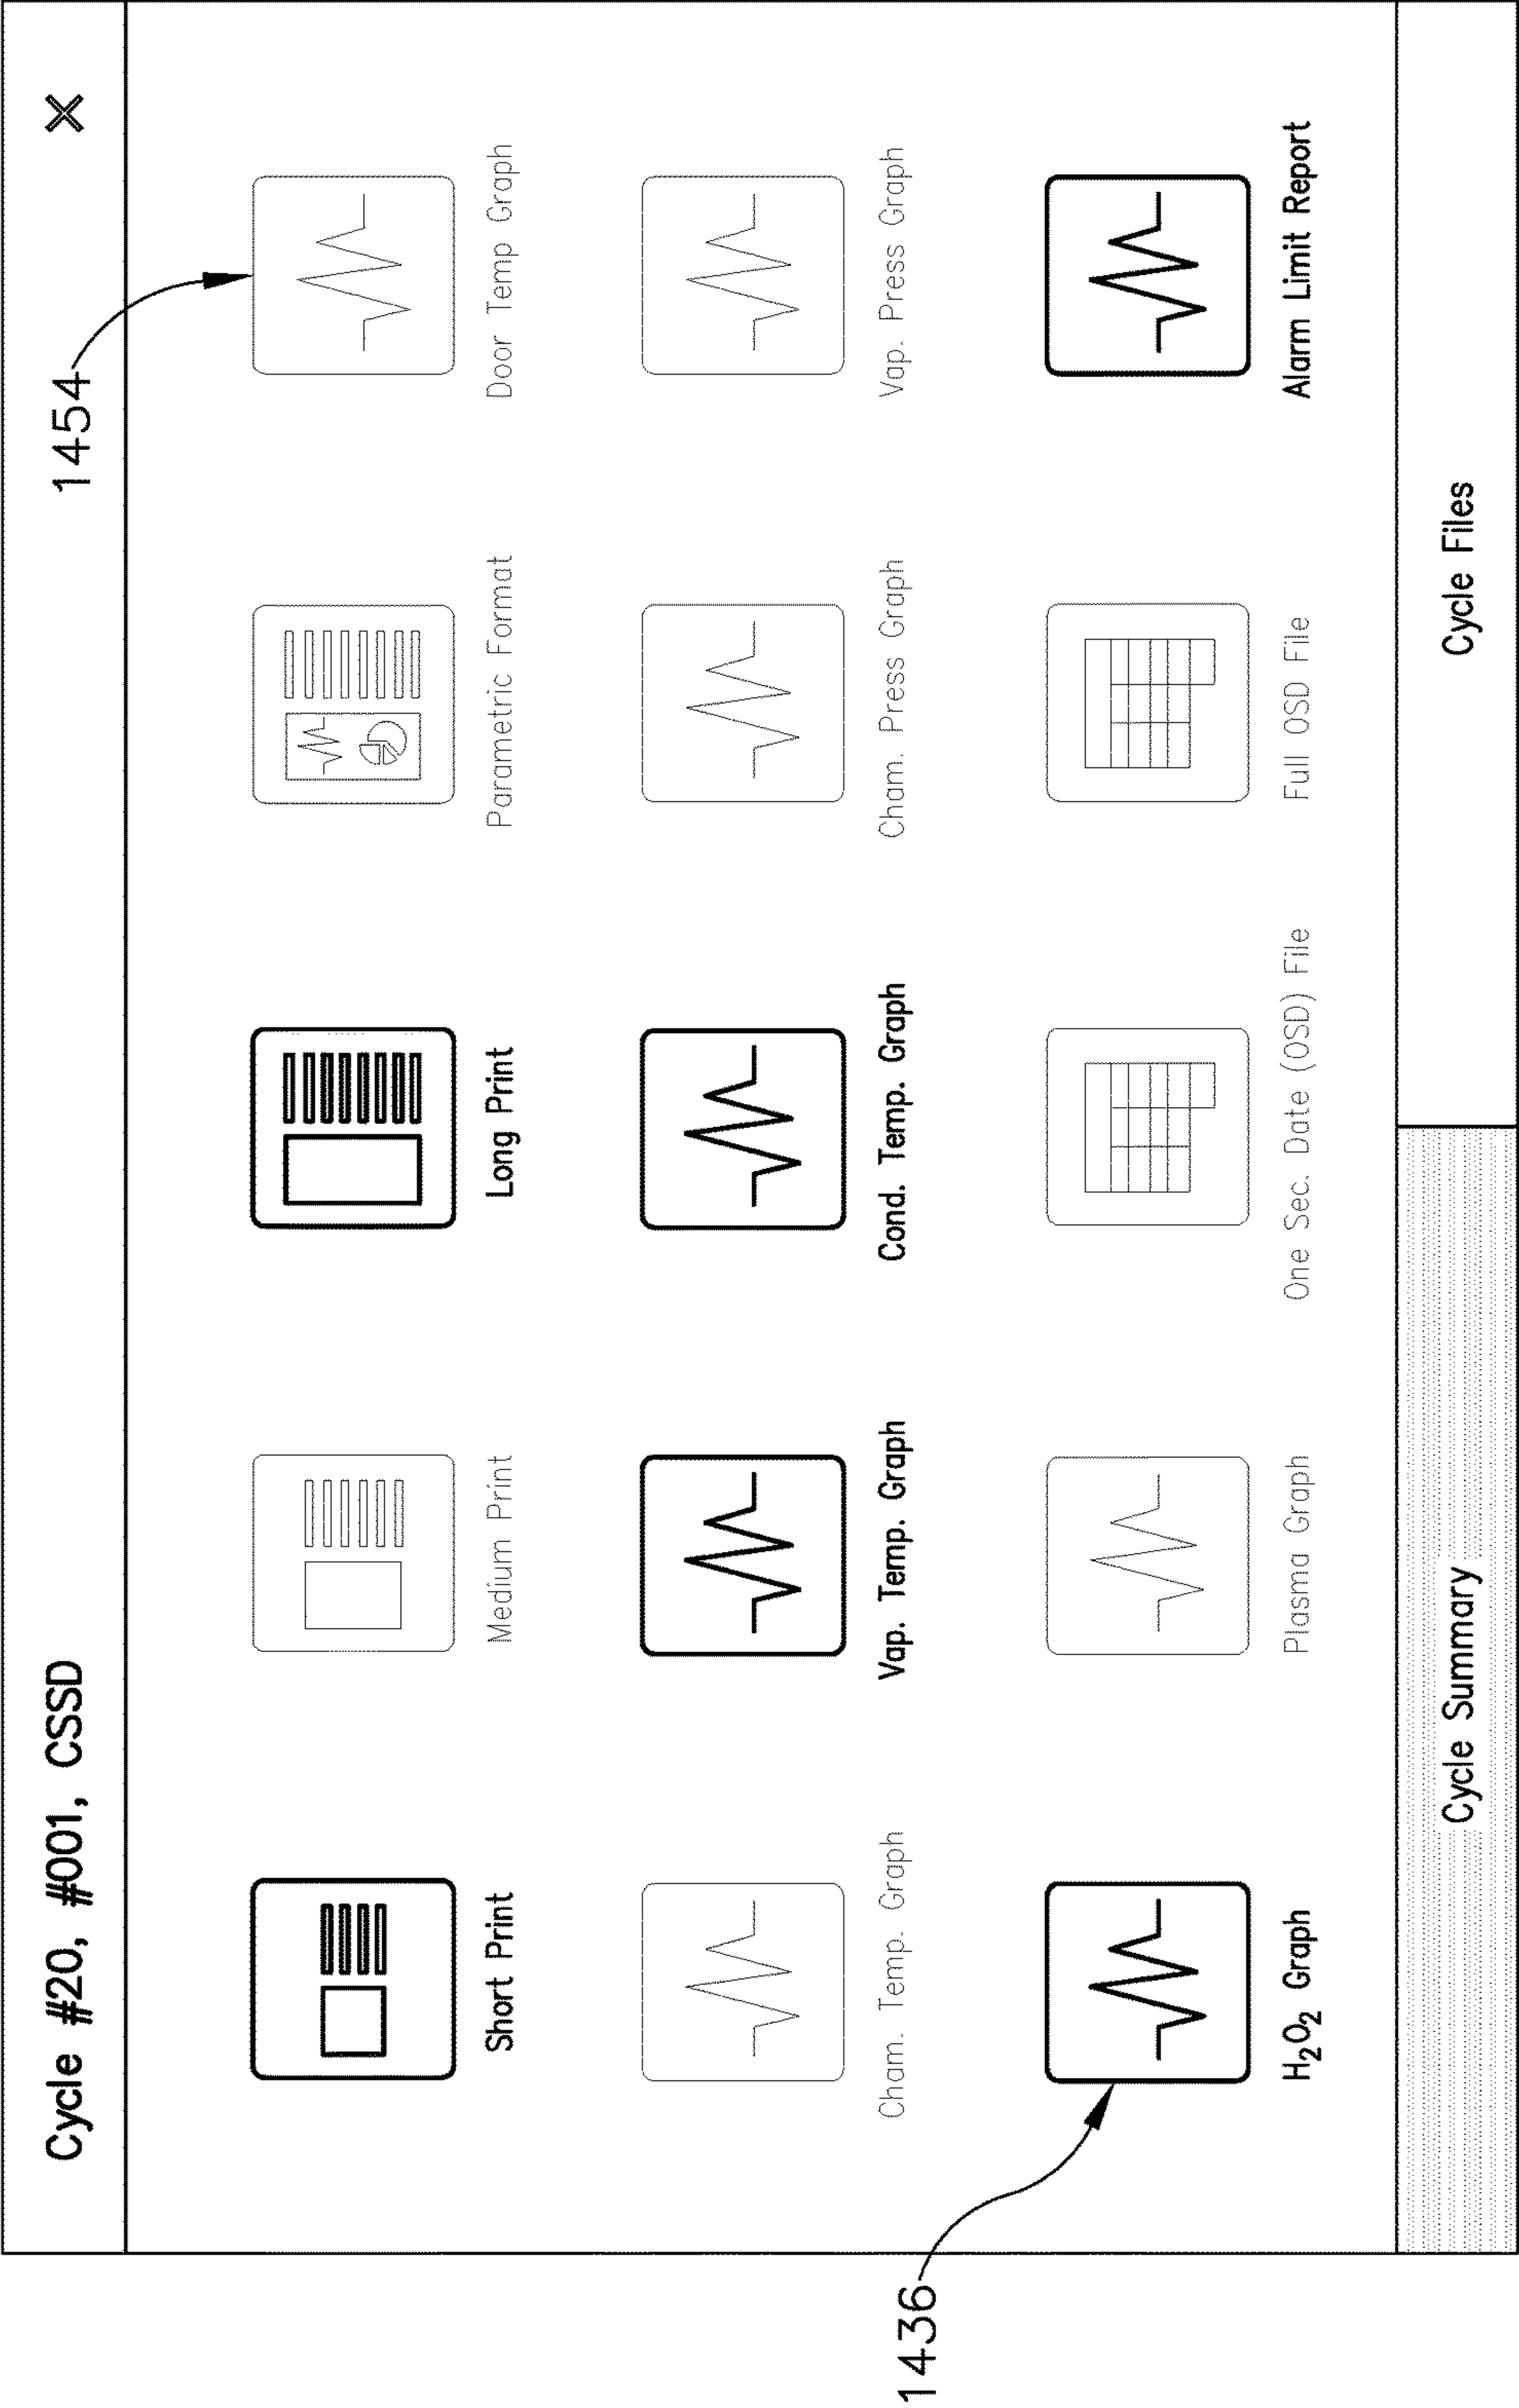 Cycle #20, #001, CSSD
X
1454
Short Print
Medium Print
Long Print
Parametric Format
Door Temp Graph
Cham. Temp. Graph
Vap. Temp. Graph
Cond. Temp. Graph
Cham. Press Graph
Vap. Press Graph
H₂O₂ Graph
Plasma Graph
One Sec. Date (OSD) File
Full OSD File
Alarm Limit Report
1436
Cycle Summary
Cycle Files